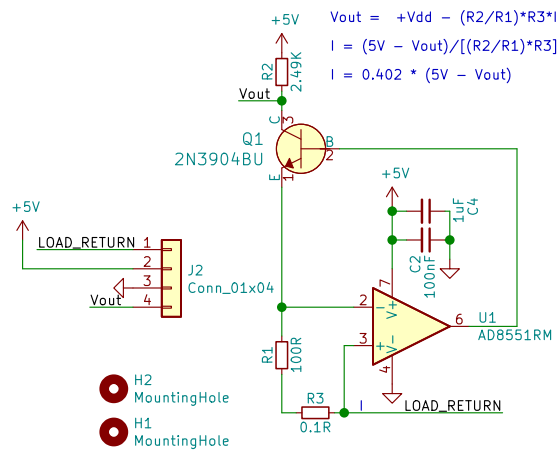 +5V
Vout = +Vdd - (R2/R1)*R3*I
I = (5V - Vout)/[(R2/R1)*R3]
I = 0.402 * (5V - Vout)
R2
2.49K
Vout
C
3
Q1
2N3904BU
B
2
E
1
+5V
1uF
C4
C2
100nF
+5V
LOAD_RETURN 1
2
3
Vout 4
J2
Conn_01x04
7
V+
2 -
3 +
V-
4
6
U1
AD8551RM
R1
100R
R3
0.1R
I
LOAD_RETURN
H2
MountingHole
H1
MountingHole